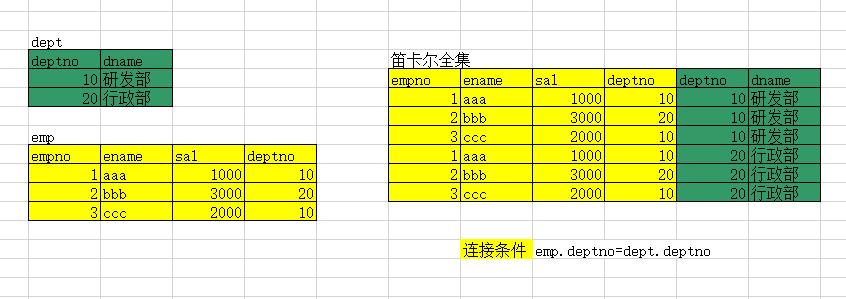 dept
deptno dname
10 研发部
20 行政部
emp
empno ename sal deptno
1 aaa 1000 10
2 bbb 3000 20
3 ccc 2000 10
笛卡尔全集
empno ename sal deptno deptno dname
1 aaa 1000 10 10 研发部
2 bbb 3000 20 10 研发部
3 ccc 2000 10 10 研发部
1 aaa 1000 10 20 行政部
2 bbb 3000 20 20 行政部
3 ccc 2000 10 20 行政部
连接条件 emp.deptno=dept.deptno